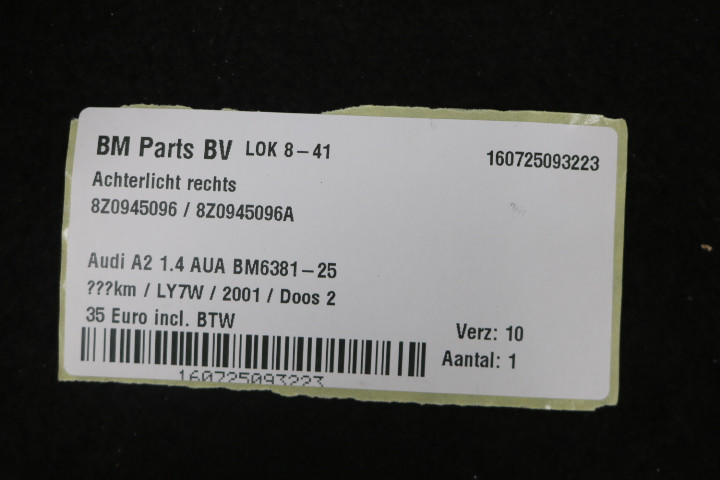 BM Parts BV LOK 8-41 160725093223
Achterlicht rechts
8Z0945096 / 8Z0945096A
Audi A2 1.4 AUA BM6381-25
???km / LY7W / 2001 / Doos 2
35 Euro incl. BTW
Verz: 10
Aantal: 1
160725093223